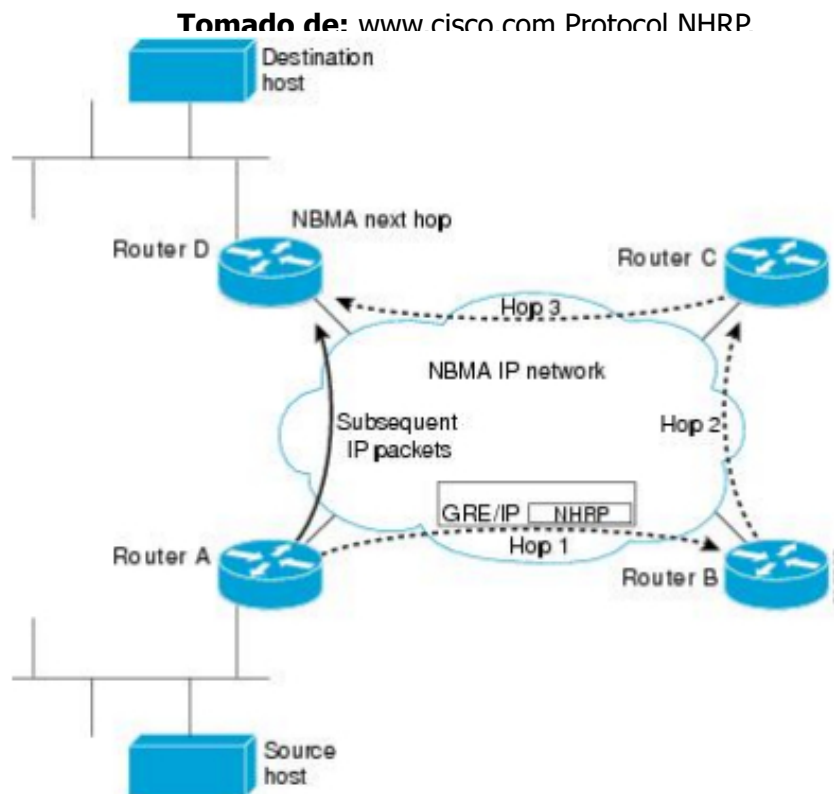 Tomado de: www.cisco.com Protocol NHRP
Destination
host
NBMA next hop
Router D
Router C
Hop 3
NBMA IP network
Subsequent
IP packets
Hop 2
GRE/IP NHRP
Hop 1
Router A
Router B
Source
host